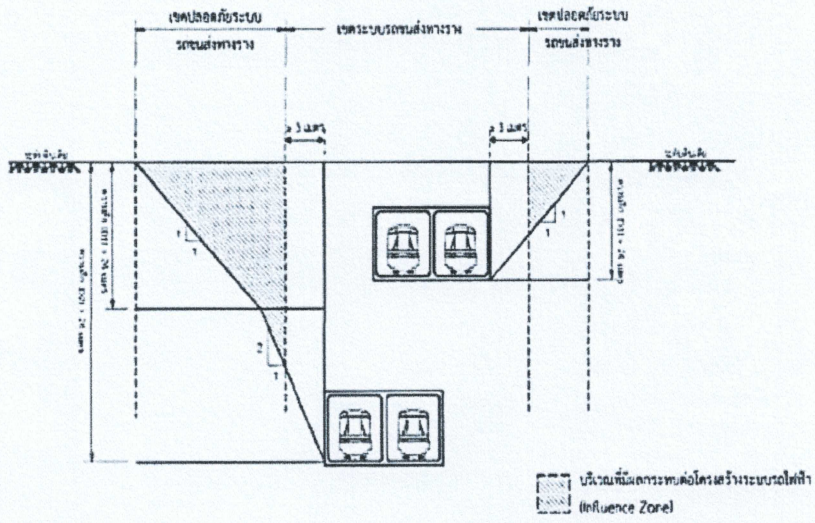 เขตปลอดภัยระบบ
รถขนส่งทางราง
เขตระบบรถขนส่งทางราง
เขตปลอดภัยระบบ
รถขนส่งทางราง
3 เมตร
3 เมตร
ระดับดินเดิม
ระดับดินเดิม
1
1
1
1
2
1
บริเวณที่มีผลกระทบต่อโครงสร้างระบบรถไฟฟ้า
(Influence Zone)